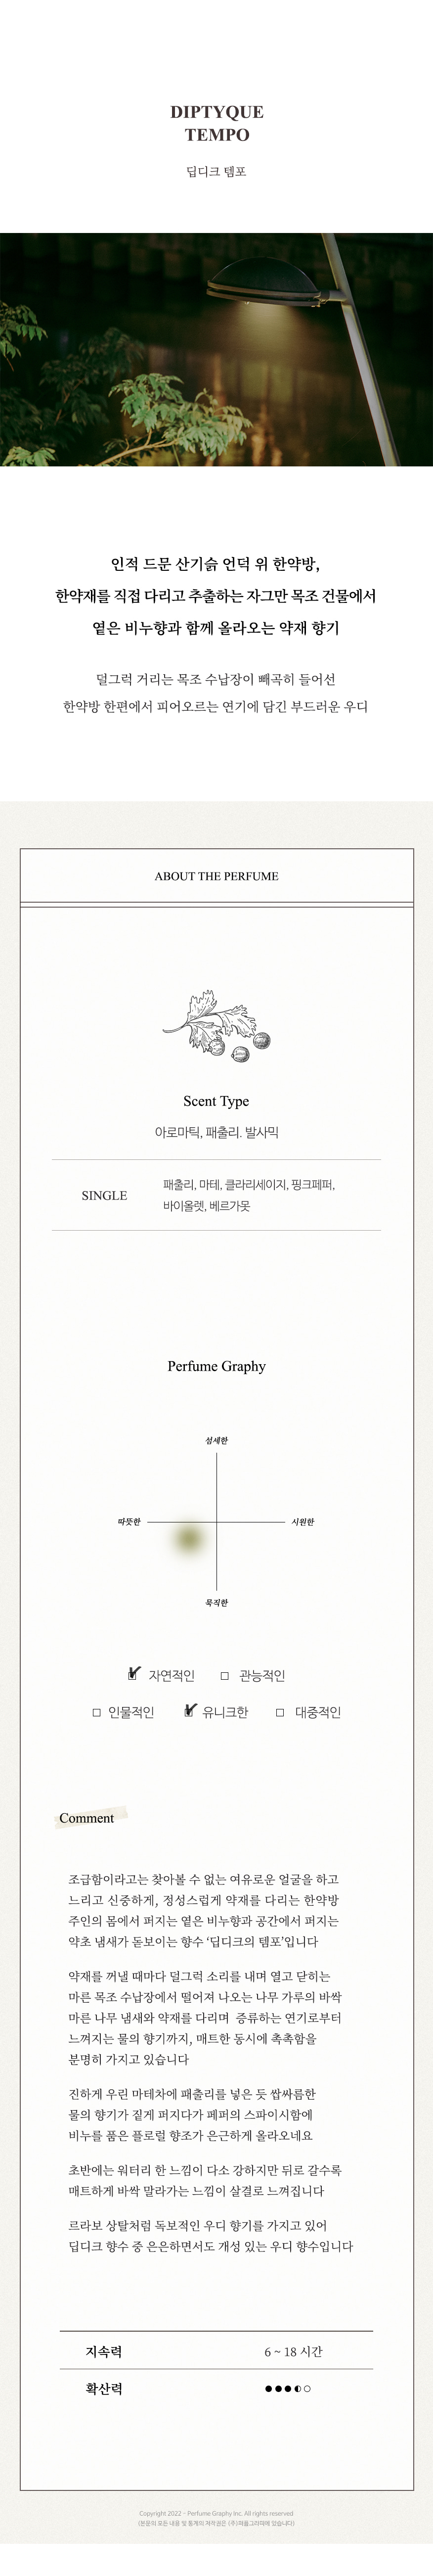 DIPTYQUE
TEMPO
딥디크 템포
인적 드문 산기슭 언덕 위 한약방,
한약재를 직접 다리고 추출하는 자그만 목조 건물에서
옅은 비누향과 함께 올라오는 약재 향기
덜그럭 거리는 목조 수납장이 빼곡히 들어선
한약방 한편에서 피어오르는 연기에 담긴 부드러운 우디
ABOUT THE PERFUME
Scent Type
아로마틱, 패출리. 발사믹
SINGLE
패출리, 마테, 클라리세이지, 핑크페퍼,
바이올렛, 베르가못
Perfume Graphy
섬세한
따뜻한
시원한
묵직한
자연적인
관능적인
인물적인
유니크한
대중적인
Comment
조급함이라고는 찾아볼 수 없는 여유로운 얼굴을 하고
느리고 신중하게, 정성스럽게 약재를 다리는 한약방
주인의 몸에서 퍼지는 옅은 비누향과 공간에서 퍼지는
약초 냄새가 돋보이는 향수 ‘딥디크의 템포’입니다
약재를 꺼낼 때마다 덜그럭 소리를 내며 열고 닫히는
마른 목조 수납장에서 떨어져 나오는 나무 가루의 바싹
마른 나무 냄새와 약재를 다리며 증류하는 연기로부터
느껴지는 물의 향기까지, 매트한 동시에 촉촉함을
분명히 가지고 있습니다
진하게 우린 마테차에 패출리를 넣은 듯 쌉싸름한
물의 향기가 짙게 퍼지다가 페퍼의 스파이시함에
비누를 품은 플로럴 향조가 은근하게 올라오네요
초반에는 워터리 한 느낌이 다소 강하지만 뒤로 갈수록
매트하게 바싹 말라가는 느낌이 살결로 느껴집니다
르라보 상탈처럼 독보적인 우디 향기를 가지고 있어
딥디크 향수 중 은은하면서도 개성 있는 우디 향수입니다
지속력
6 ~ 18 시간
확산력
Copyright 2022 - Perfume Graphy Inc. All rights reserved
(본문의 모든 내용 및 통계의 저작권은 (주)퍼퓸그라피에 있습니다)